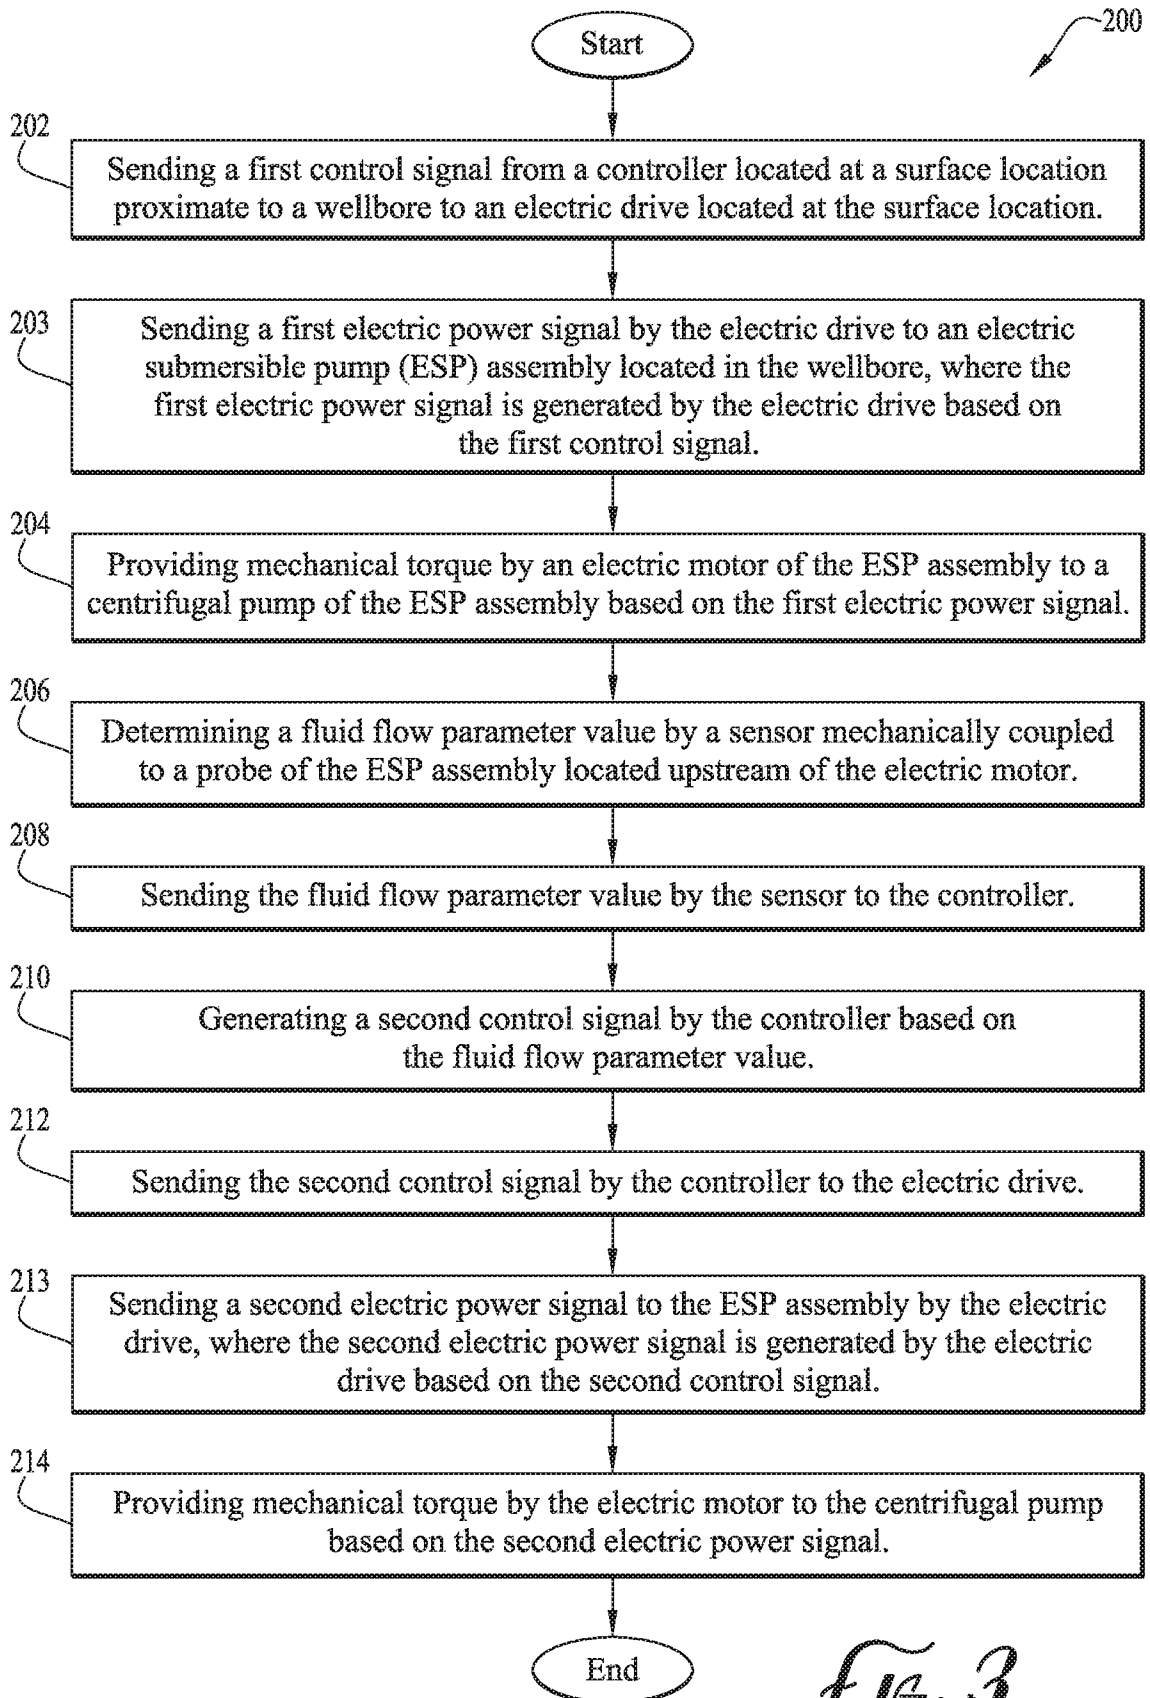 Start
200
202
Sending a first control signal from a controller located at a surface location
proximate to a wellbore to an electric drive located at the surface location.
203
Sending a first electric power signal by the electric drive to an electric
submersible pump (ESP) assembly located in the wellbore, where the
first electric power signal is generated by the electric drive based on
the first control signal.
204
Providing mechanical torque by an electric motor of the ESP assembly to a
centrifugal pump of the ESP assembly based on the first electric power signal.
206
Determining a fluid flow parameter value by a sensor mechanically coupled
to a probe of the ESP assembly located upstream of the electric motor.
208
Sending the fluid flow parameter value by the sensor to the controller.
210
Generating a second control signal by the controller based on
the fluid flow parameter value.
212
Sending the second control signal by the controller to the electric drive.
213
Sending a second electric power signal to the ESP assembly by the electric
drive, where the second electric power signal is generated by the electric
drive based on the second control signal.
214
Providing mechanical torque by the electric motor to the centrifugal pump
based on the second electric power signal.
End
Fig. 3